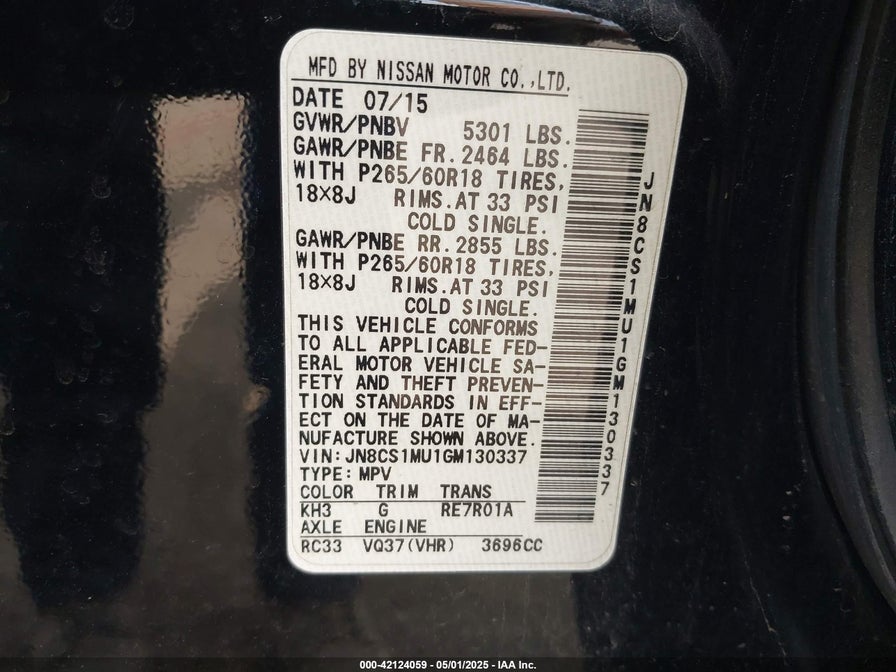 MFD BY NISSAN MOTOR CO.,LTD.
DATE 07/15
GVWR/PNBV 5301 LBS.
GAWR/PNBE FR.2464 LBS.
WITH P265/60R18 TIRES,
18×8J RIMS.AT 33 PSI
COLD SINGLE.
GAWR/PNBE RR.2855 LBS.
WITH P265/60R18 TIRES,
18×8J RIMS.AT 33 PSI
COLD SINGLE.
THIS VEHICLE CONFORMS
TO ALL APPLICABLE FED-
ERAL MOTOR VEHICLE SA-
FETY AND THEFT PREVEN-
TION STANDARDS IN EFF-
ECT ON THE DATE OF MA-
NUFACTURE SHOWN ABOVE.
VIN:JN8CS1MU1GM130337
TYPE:MPV
COLOR TRIM TRANS
KH3 G RE7R01A
AXLE ENGINE
RC33 VQ37(VHR) 3696CC
JN8CS1MU1GM130337
000-42124059 - 05/01/2025 - IAA Inc.